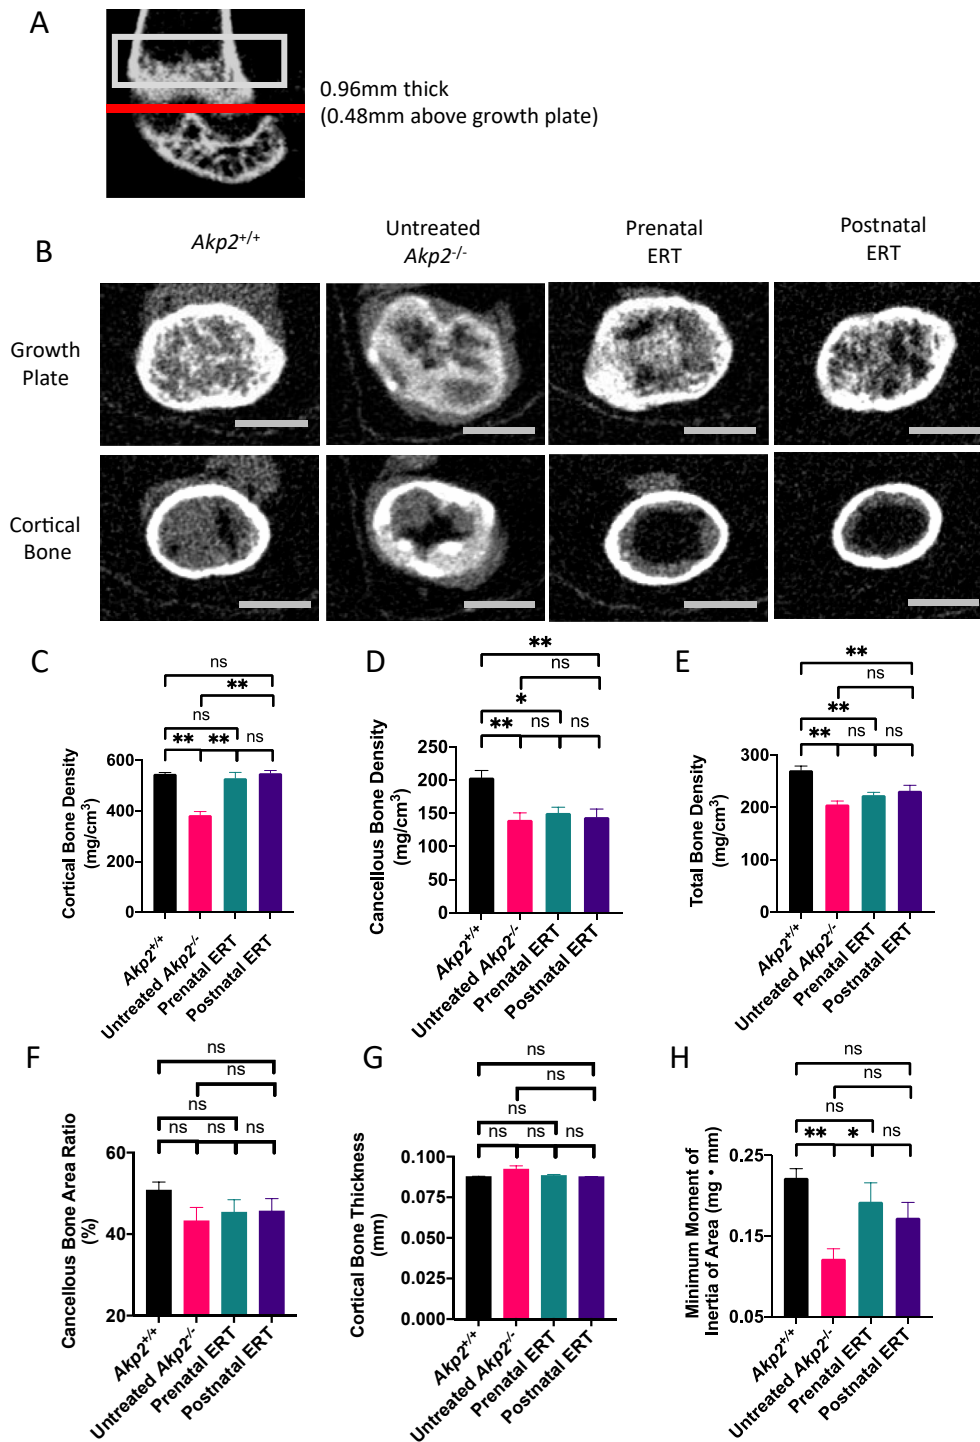 A
0.96mm thick
(0.48mm above growth plate)
B
Akp2+/+
Untreated
Akp2-/-
Prenatal
ERT
Postnatal
ERT
Growth
Plate
Cortical
Bone
C
ns
**
ns
**
**
ns
Cortical Bone Density
(mg/cm3)
600
400
200
0
Akp2+/+
Untreated Akp2-/-
Prenatal ERT
Postnatal ERT
D
**
ns
*
**
ns
ns
Cancellous Bone Density
(mg/cm3)
250
200
150
100
50
0
Akp2+/+
Untreated Akp2-/-
Prenatal ERT
Postnatal ERT
E
**
ns
**
**
ns
ns
Total Bone Density
(mg/cm3)
300
200
100
0
Akp2+/+
Untreated Akp2-/-
Prenatal ERT
Postnatal ERT
F
ns
ns
ns
ns
ns
ns
Cancellous Bone Area Ratio
(%)
60
40
20
Akp2+/+
Untreated Akp2-/-
Prenatal ERT
Postnatal ERT
G
ns
ns
ns
ns
ns
ns
Cortical Bone Thickness
(mm)
0.100
0.075
0.050
0.025
0.000
Akp2+/+
Untreated Akp2-/-
Prenatal ERT
Postnatal ERT
H
ns
ns
ns
**
*
ns
Minimum Moment of
Inertia of Area (mg • mm)
0.25
0.15
0.05
Akp2+/+
Untreated Akp2-/-
Prenatal ERT
Postnatal ERT